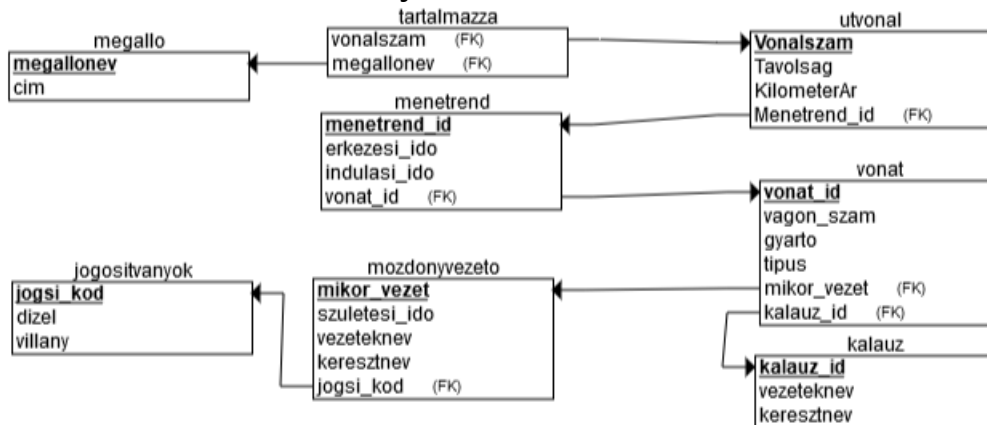 tartalmazza
vonalszam (FK)
megallonev (FK)
utvonal
Vonalszam
Tavolsag
KilometerAr
Menetrend_id (FK)
megallo
megallonev
cim
menetrend
menetrend_id
erkezesi_ido
indulasi_ido
vonat_id (FK)
vonat
vonat_id
vagon_szam
gyarto
tipus
mikor_vezet (FK)
kalauz_id (FK)
jogositvanyok
jogsi_kod
dizel
villany
mozdonyvezeto
mikor_vezet
szuletesi_ido
vezeteknev
keresztnev
jogsi_kod (FK)
kalauz
kalauz_id
vezeteknev
keresztnev